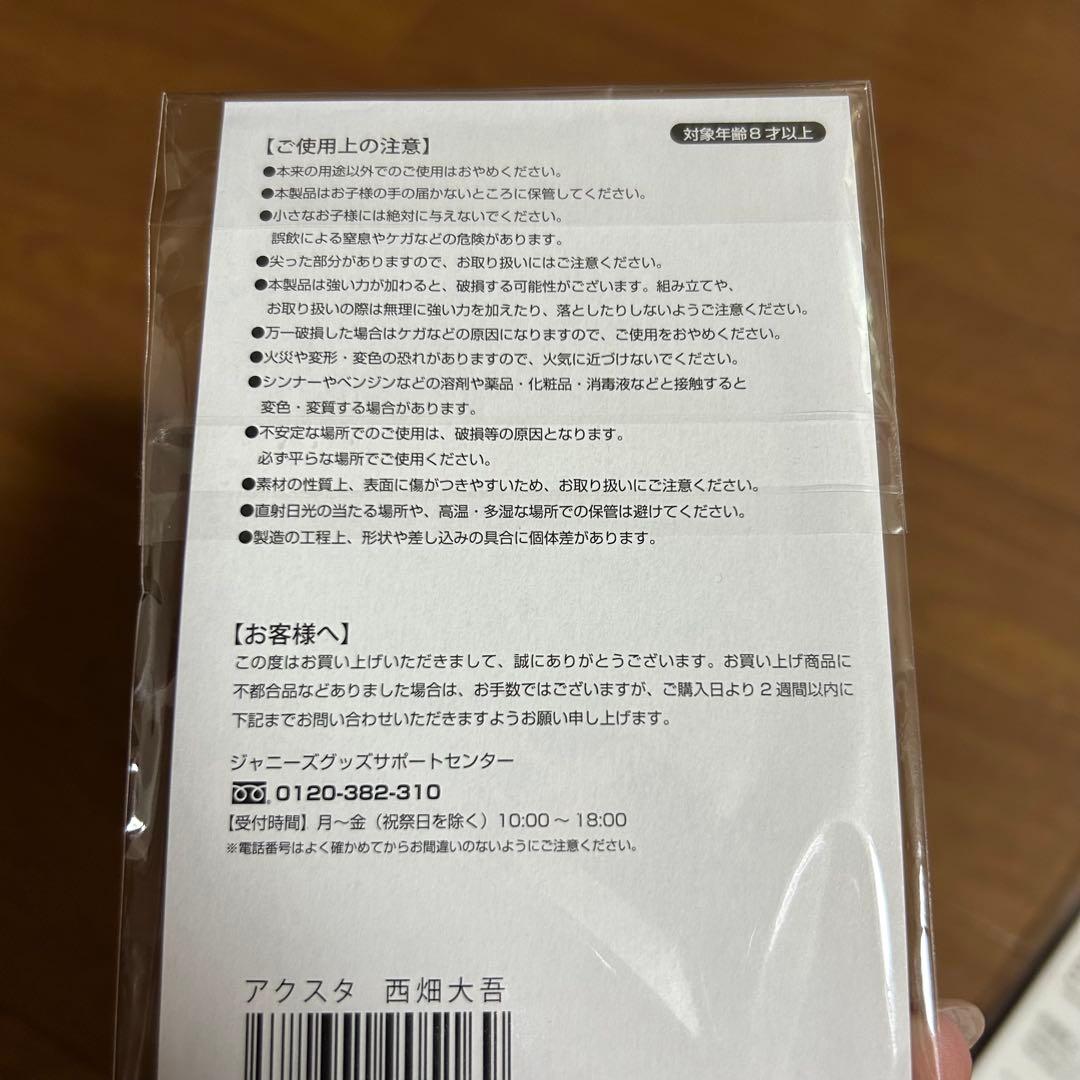 対象年齢8才以上
【ご使用上の注意】
●本来の用途以外でのご使用はおやめください。
●本製品はお子様の手の届かないところに保管してください。
●小さなお子様には絶対に与えないでください。
誤飲による窒息やケガなどの危険があります。
●尖った部分がありますので、お取り扱いにはご注意ください。
●本製品は強い力が加わると、破損する可能性がございます。組み立てや、
お取り扱いの際は無理に強い力を加えたり、落としたりしないようご注意ください。
●万一破損した場合はケガなどの原因になりますので、ご使用をおやめください。
●火災や変形・変色の恐れがありますので、火気に近づけないでください。
●シンナーやベンジンなどの溶剤や薬品・化粧品・消毒液などと接触すると
変色・変質する場合があります。
●不安定な場所でのご使用は、破損等の原因となります。
必ず平らな場所でご使用ください。
●素材の性質上、表面に傷がつきやすいため、お取り扱いにご注意ください。
●直射日光の当たる場所や、高温・多湿な場所での保管は避けてください。
●製造の工程上、形状や差し込みの具合に個体差があります。
【お客様へ】
この度はお買い上げいただきまして、誠にありがとうございます。お買い上げ商品に
不都合品などありました場合は、お手数ではございますが、ご購入日より2週間以内に
下記までお問い合わせいただきますようお願い申し上げます。
ジャニーズグッズサポートセンター
0120-382-310
【受付時間】月～金（祝祭日を除く）10:00～18:00
※電話番号はよく確かめてからお間違いのないようにご注意ください。
アクスタ 西畑大吾